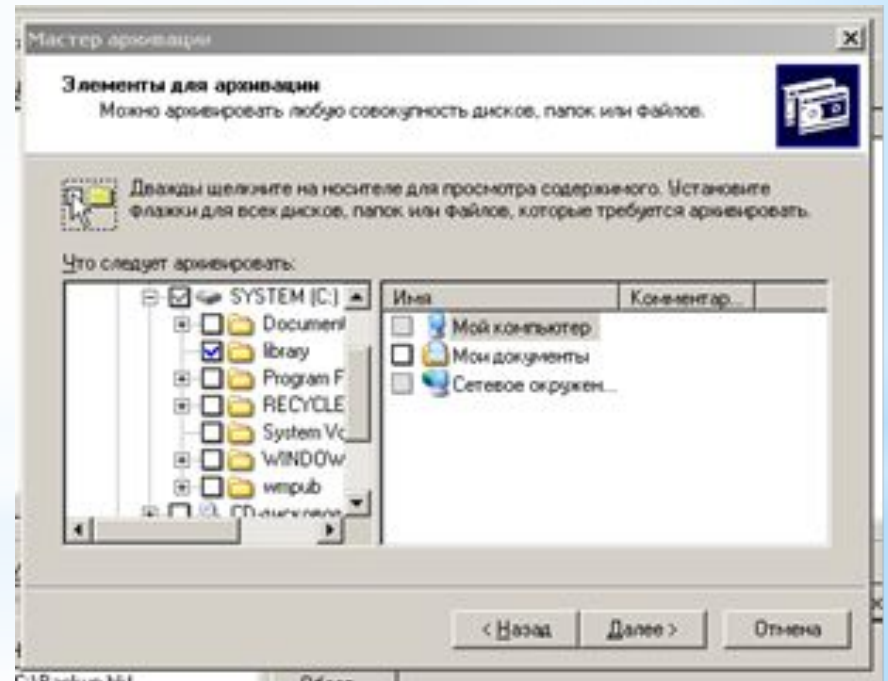 Мастер архивации
Элементы для архивации
Можно архивировать любую совокупность дисков, папок или файлов.
Дважды щелкните на носителе для просмотра содержимого. Установите
флажки для всех дисков, папок или файлов, которые требуется архивировать.
Что следует архивировать:
SYSTEM (C:)
Document
library
Program F
RECYCLE
System Vc
WINDOW
wmpub
CD-дисковод
Имя
Комментар...
Мой компьютер
Мои документы
Сетевое окружен...
< Назад
Далее >
Отмена